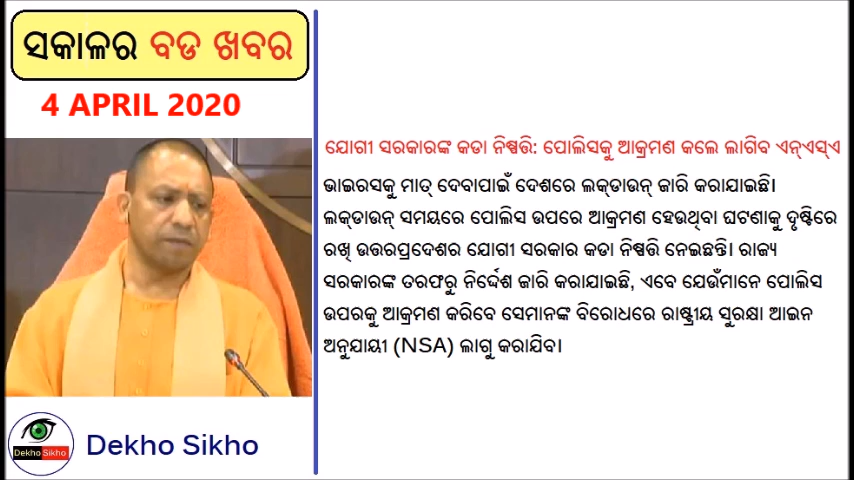 ସକାଳର ବଡ ଖବର
4 APRIL 2020
ଯୋଗୀ ସରକାରଙ୍କ କଡା ନିଷ୍ପତ୍ତି: ପୋଲିସକୁ ଆକ୍ରମଣ କଲେ ଲାଗିବ ଏନ୍ଏସ୍ଏ
ଭାଇରସକୁ ମାତ୍ ଦେବାପାଇଁ ଦେଶରେ ଲକ୍‌ଡାଉନ୍ ଜାରି କରାଯାଇଛି।
ଲକ୍‌ଡାଉନ୍ ସମୟରେ ପୋଲିସ ଉପରେ ଆକ୍ରମଣ ହେଉଥିବା ଘଟଣାକୁ ଦୃଷ୍ଟିରେ
ରଖି ଉତ୍ତରପ୍ରଦେଶର ଯୋଗୀ ସରକାର କଡା ନିଷ୍ପତ୍ତି ନେଇଛନ୍ତି। ରାଜ୍ୟ
ସରକାରଙ୍କ ତରଫରୁ ନିର୍ଦ୍ଦେଶ ଜାରି କରାଯାଇଛି, ଏବେ ଯେଉଁମାନେ ପୋଲିସ
ଉପରକୁ ଆକ୍ରମଣ କରିବେ ସେମାନଙ୍କ ବିରୋଧରେ ରାଷ୍ଟ୍ରୀୟ ସୁରକ୍ଷା ଆଇନ
ଅନୁଯାୟୀ (NSA) ଲାଗୁ କରାଯିବ।
Dekho Sikho
Dekho Sikho